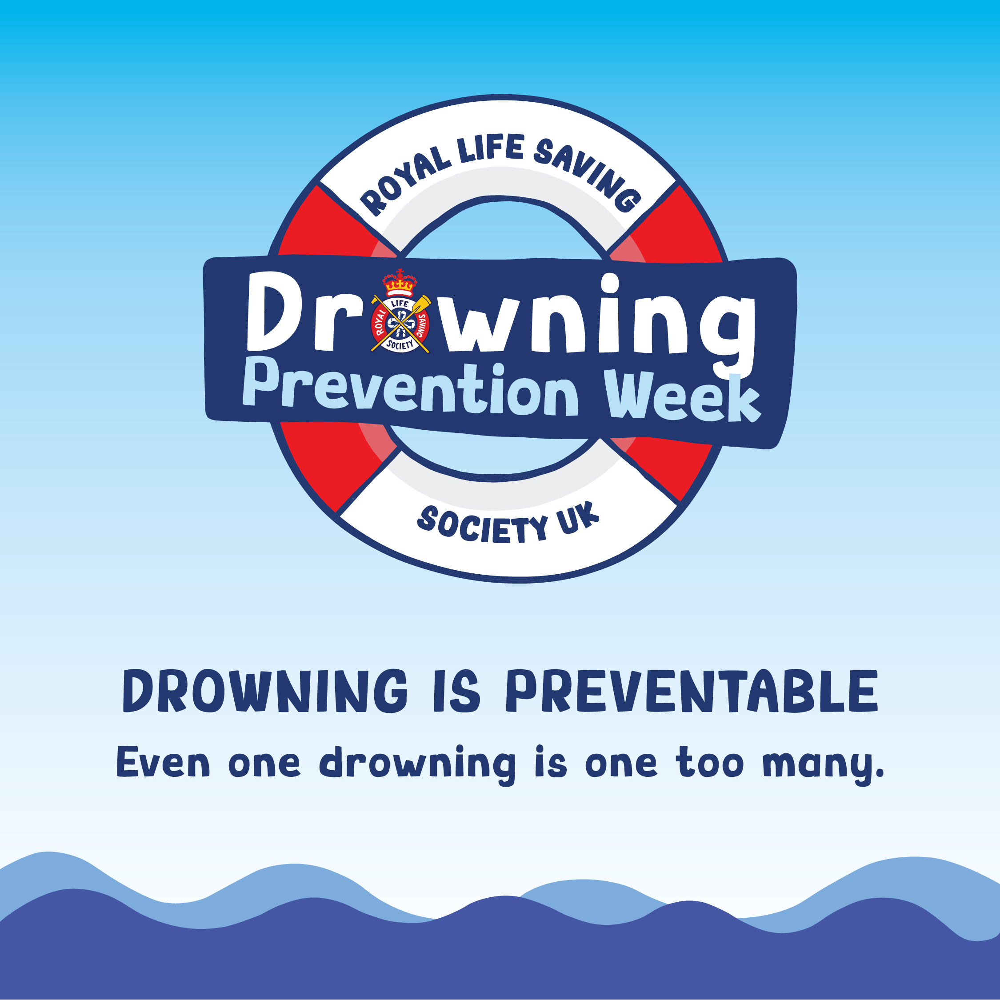 ROYAL LIFE SAVING
Drowning
ROYAL LIFE SAVING SOCIETY
Prevention Week
SOCIETY UK
DROWNING IS PREVENTABLE
Even one drowning is one too many.